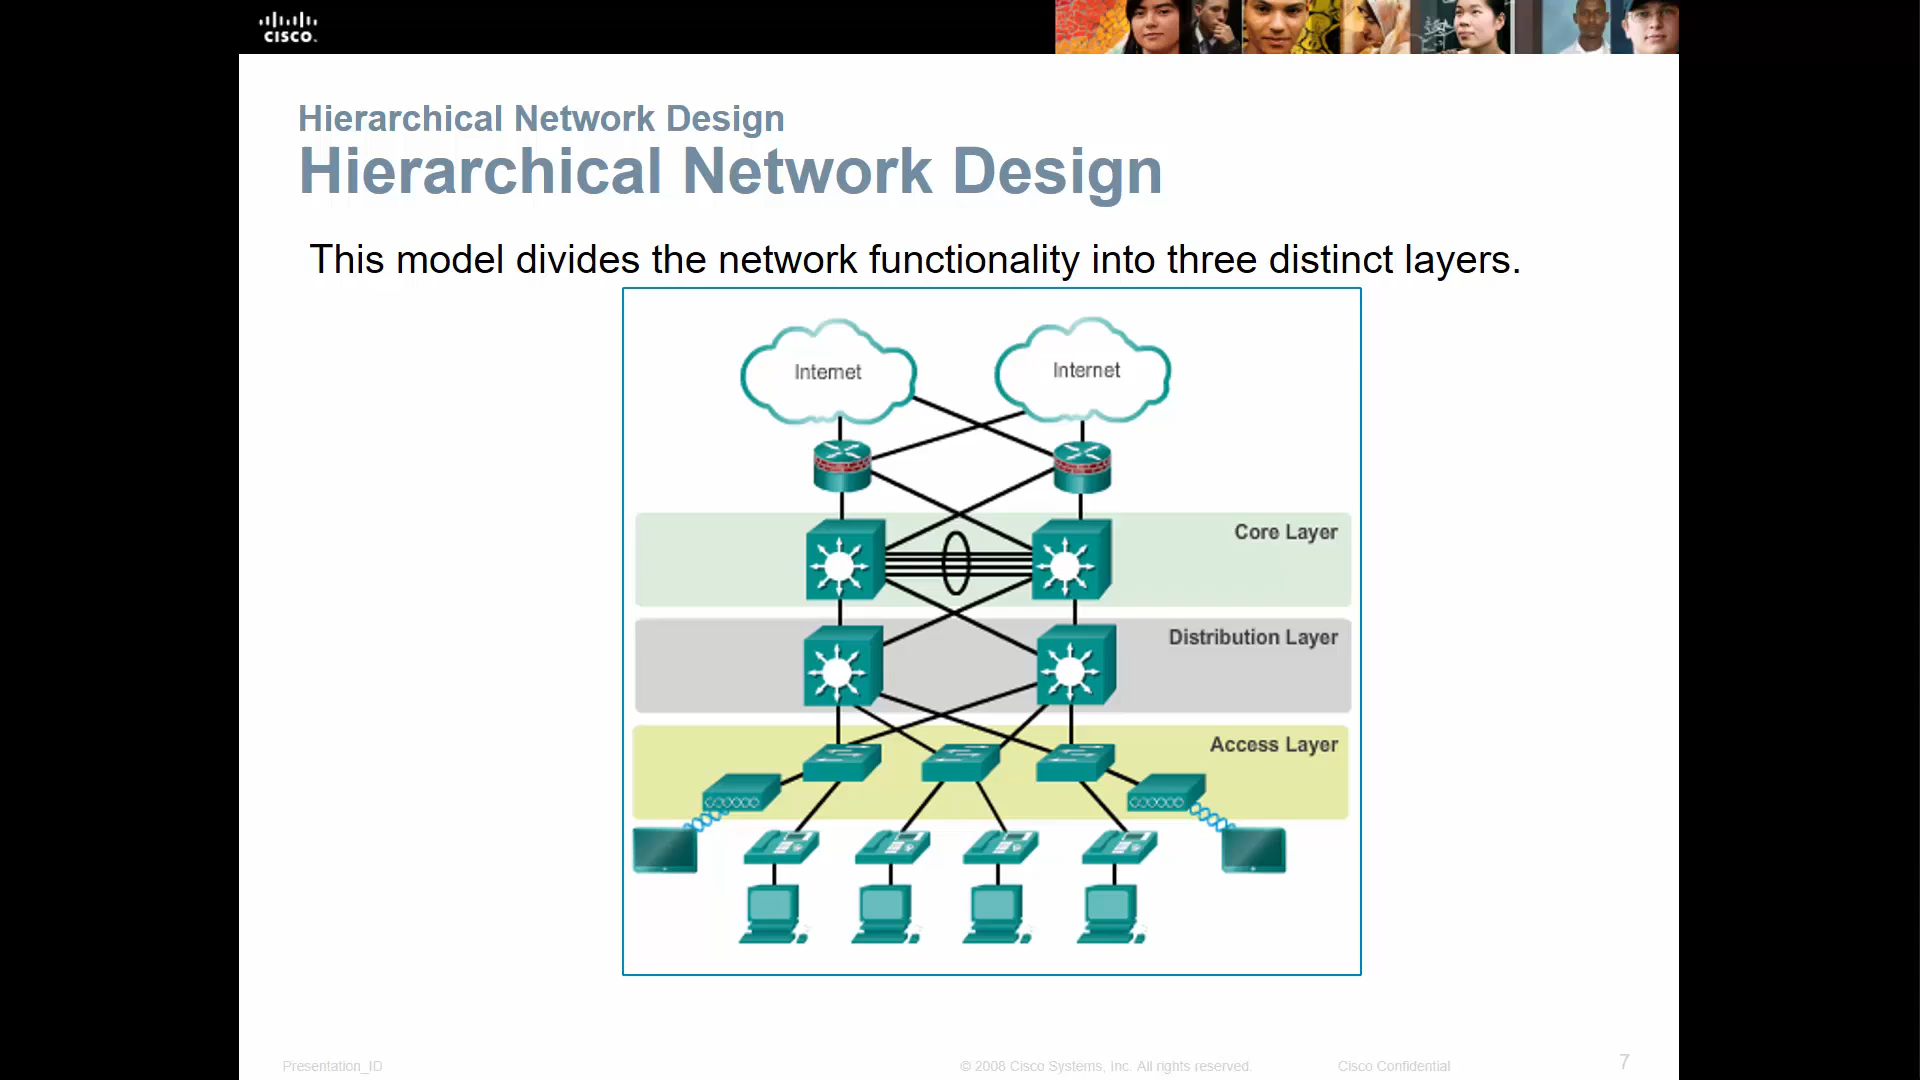 CISCO.
Hierarchical Network Design
Hierarchical Network Design
This model divides the network functionality into three distinct layers.
Internet
Internet
Core Layer
Distribution Layer
Access Layer
Presentation_ID
© 2008 Cisco Systems, Inc. All rights reserved.
Cisco Confidential
7